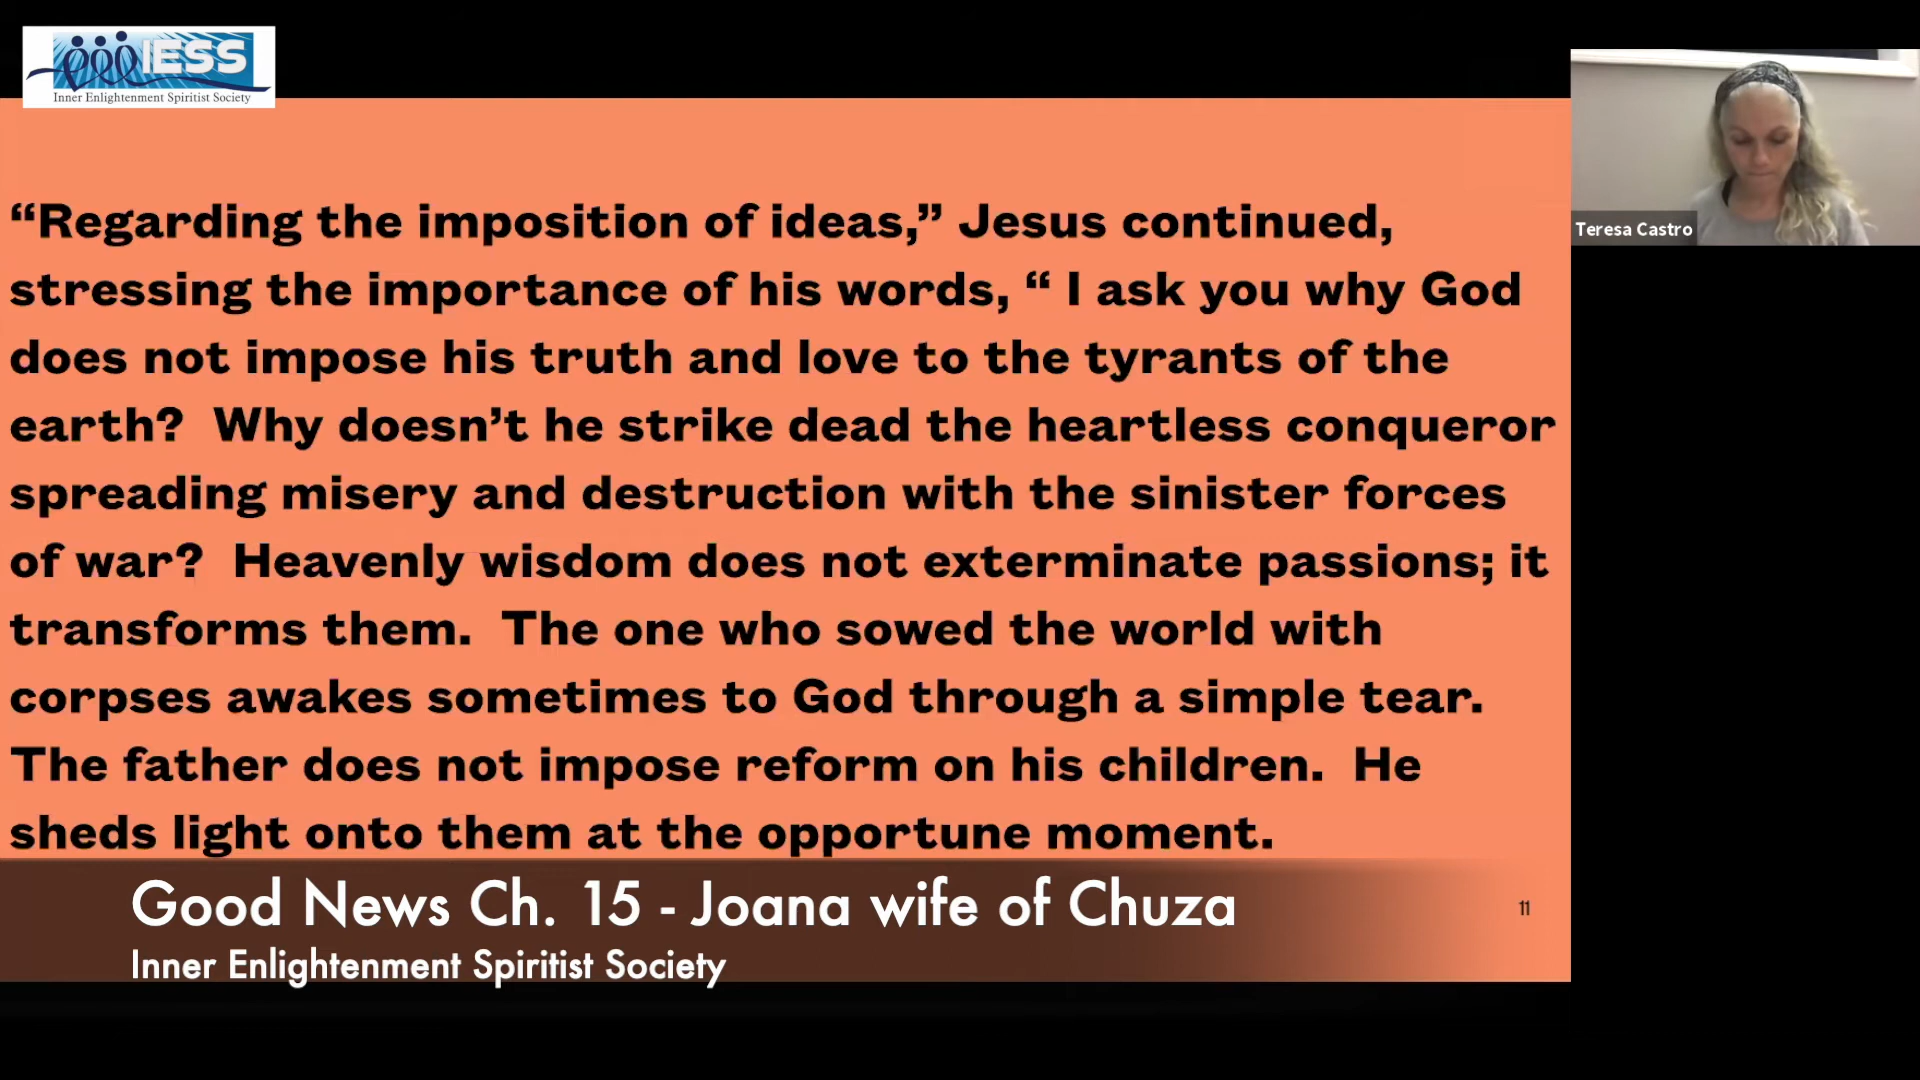 IESS
Inner Enlightenment Spiritist Society
“Regarding the imposition of ideas,” Jesus continued,
stressing the importance of his words, “ I ask you why God
does not impose his truth and love to the tyrants of the
earth?  Why doesn’t he strike dead the heartless conqueror
spreading misery and destruction with the sinister forces
of war?  Heavenly wisdom does not exterminate passions; it
transforms them.  The one who sowed the world with
corpses awakes sometimes to God through a simple tear.
The father does not impose reform on his children.  He
sheds light onto them at the opportune moment.
Good News Ch. 15 - Joana wife of Chuza
11
Inner Enlightenment Spiritist Society
Teresa Castro